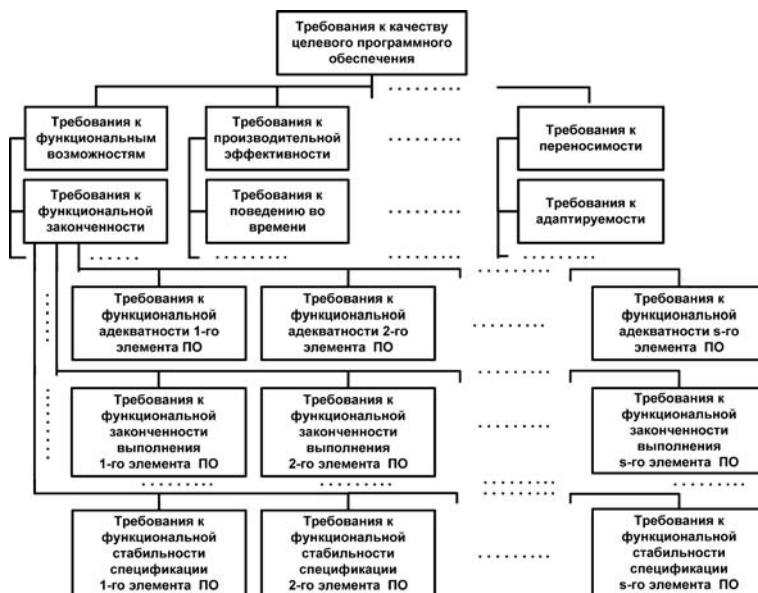 Требования к качеству
целевого программного
обеспечения
Требования к
функциональным
возможностям
Требования к
производительной
эффективности
Требования к
переносимости
Требования к
функциональной
законченности
Требования к
поведению во
времени
Требования к
адаптируемости
Требования к
функциональной
адекватности 1-го
элемента ПО
Требования к
функциональной
адекватности 2-го
элемента ПО
Требования к
функциональной
адекватности s-го
элемента ПО
Требования к
функциональной
законченности
выполнения
1-го элемента ПО
Требования к
функциональной
законченности
выполнения
2-го элемента ПО
Требования к
функциональной
законченности
выполнения
s-го элемента ПО
Требования к
функциональной
стабильности
спецификации
1-го элемента ПО
Требования к
функциональной
стабильности
спецификации
2-го элемента ПО
Требования к
функциональной
стабильности
спецификации
s-го элемента ПО